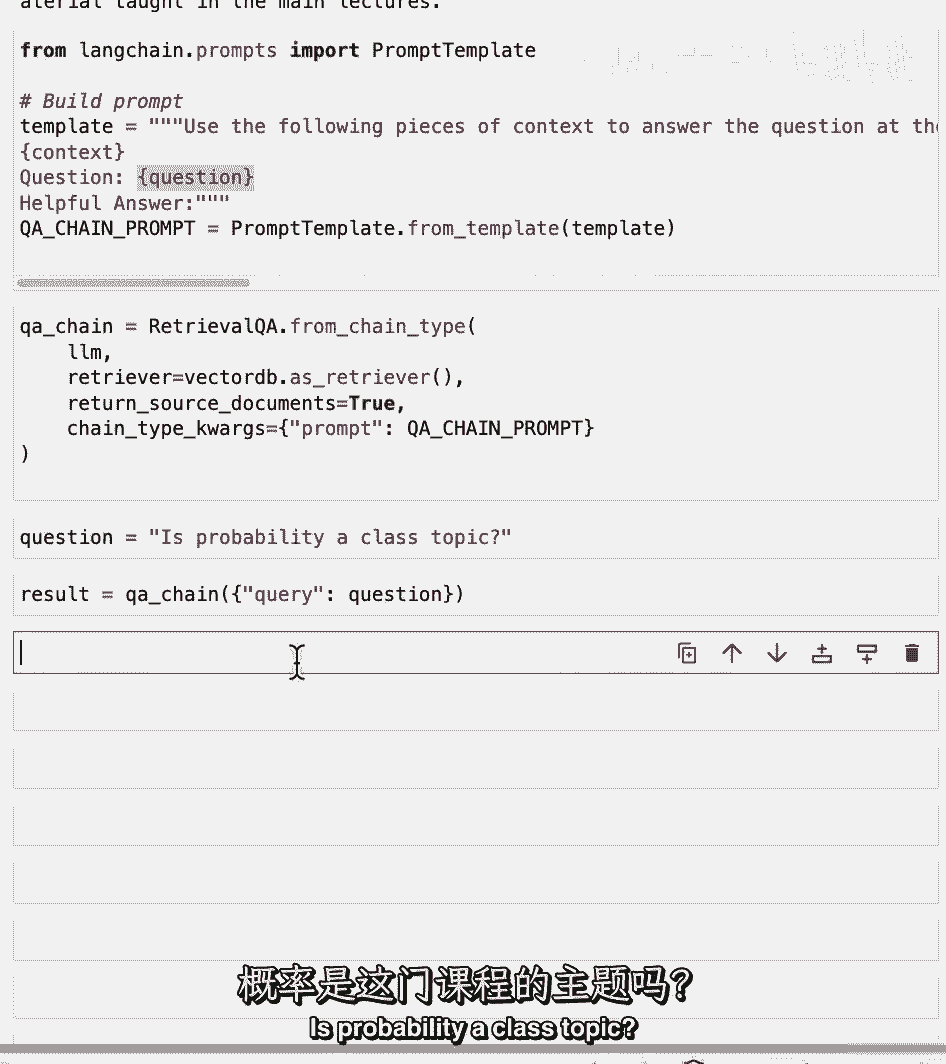 aterial taught in the main lectures.
from langchain.prompts import PromptTemplate
# Build prompt
template = """Use the following pieces of context to answer the question at the
{context}
Question: {question}
Helpful Answer:"""
QA_CHAIN_PROMPT = PromptTemplate.from_template(template)
qa_chain = RetrievalQA.from_chain_type(
    llm,
    retriever=vectordb.as_retriever(),
    return_source_documents=True,
    chain_type_kwargs={"prompt": QA_CHAIN_PROMPT}
)
question = "Is probability a class topic?"
result = qa_chain({"query": question})
概率是这门课程的主题吗?
Is probability a class topic?